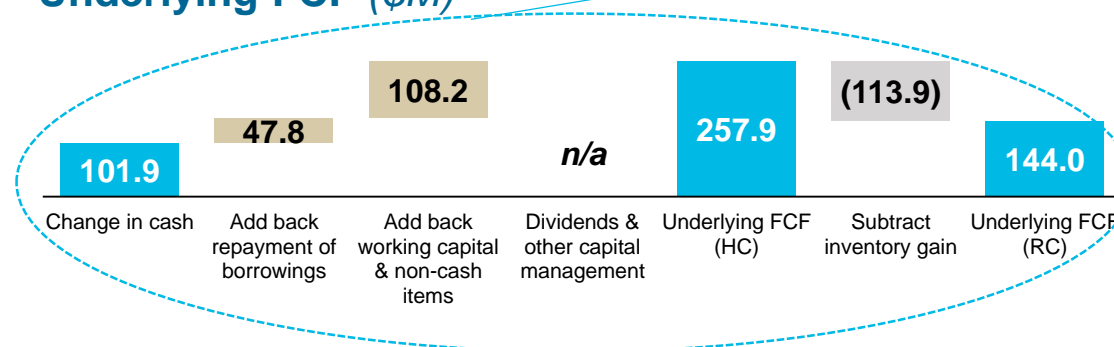 Underlying FCF ($M)
108.2
47.8
(113.9)
257.9
n/a
101.9
144.0
Change in cash
Add back
repayment of
borrowings
Add back
working capital
& non-cash
items
Dividends &
other capital
management
Underlying FCF
(HC)
Subtract
inventory gain
Underlying FCF
(RC)